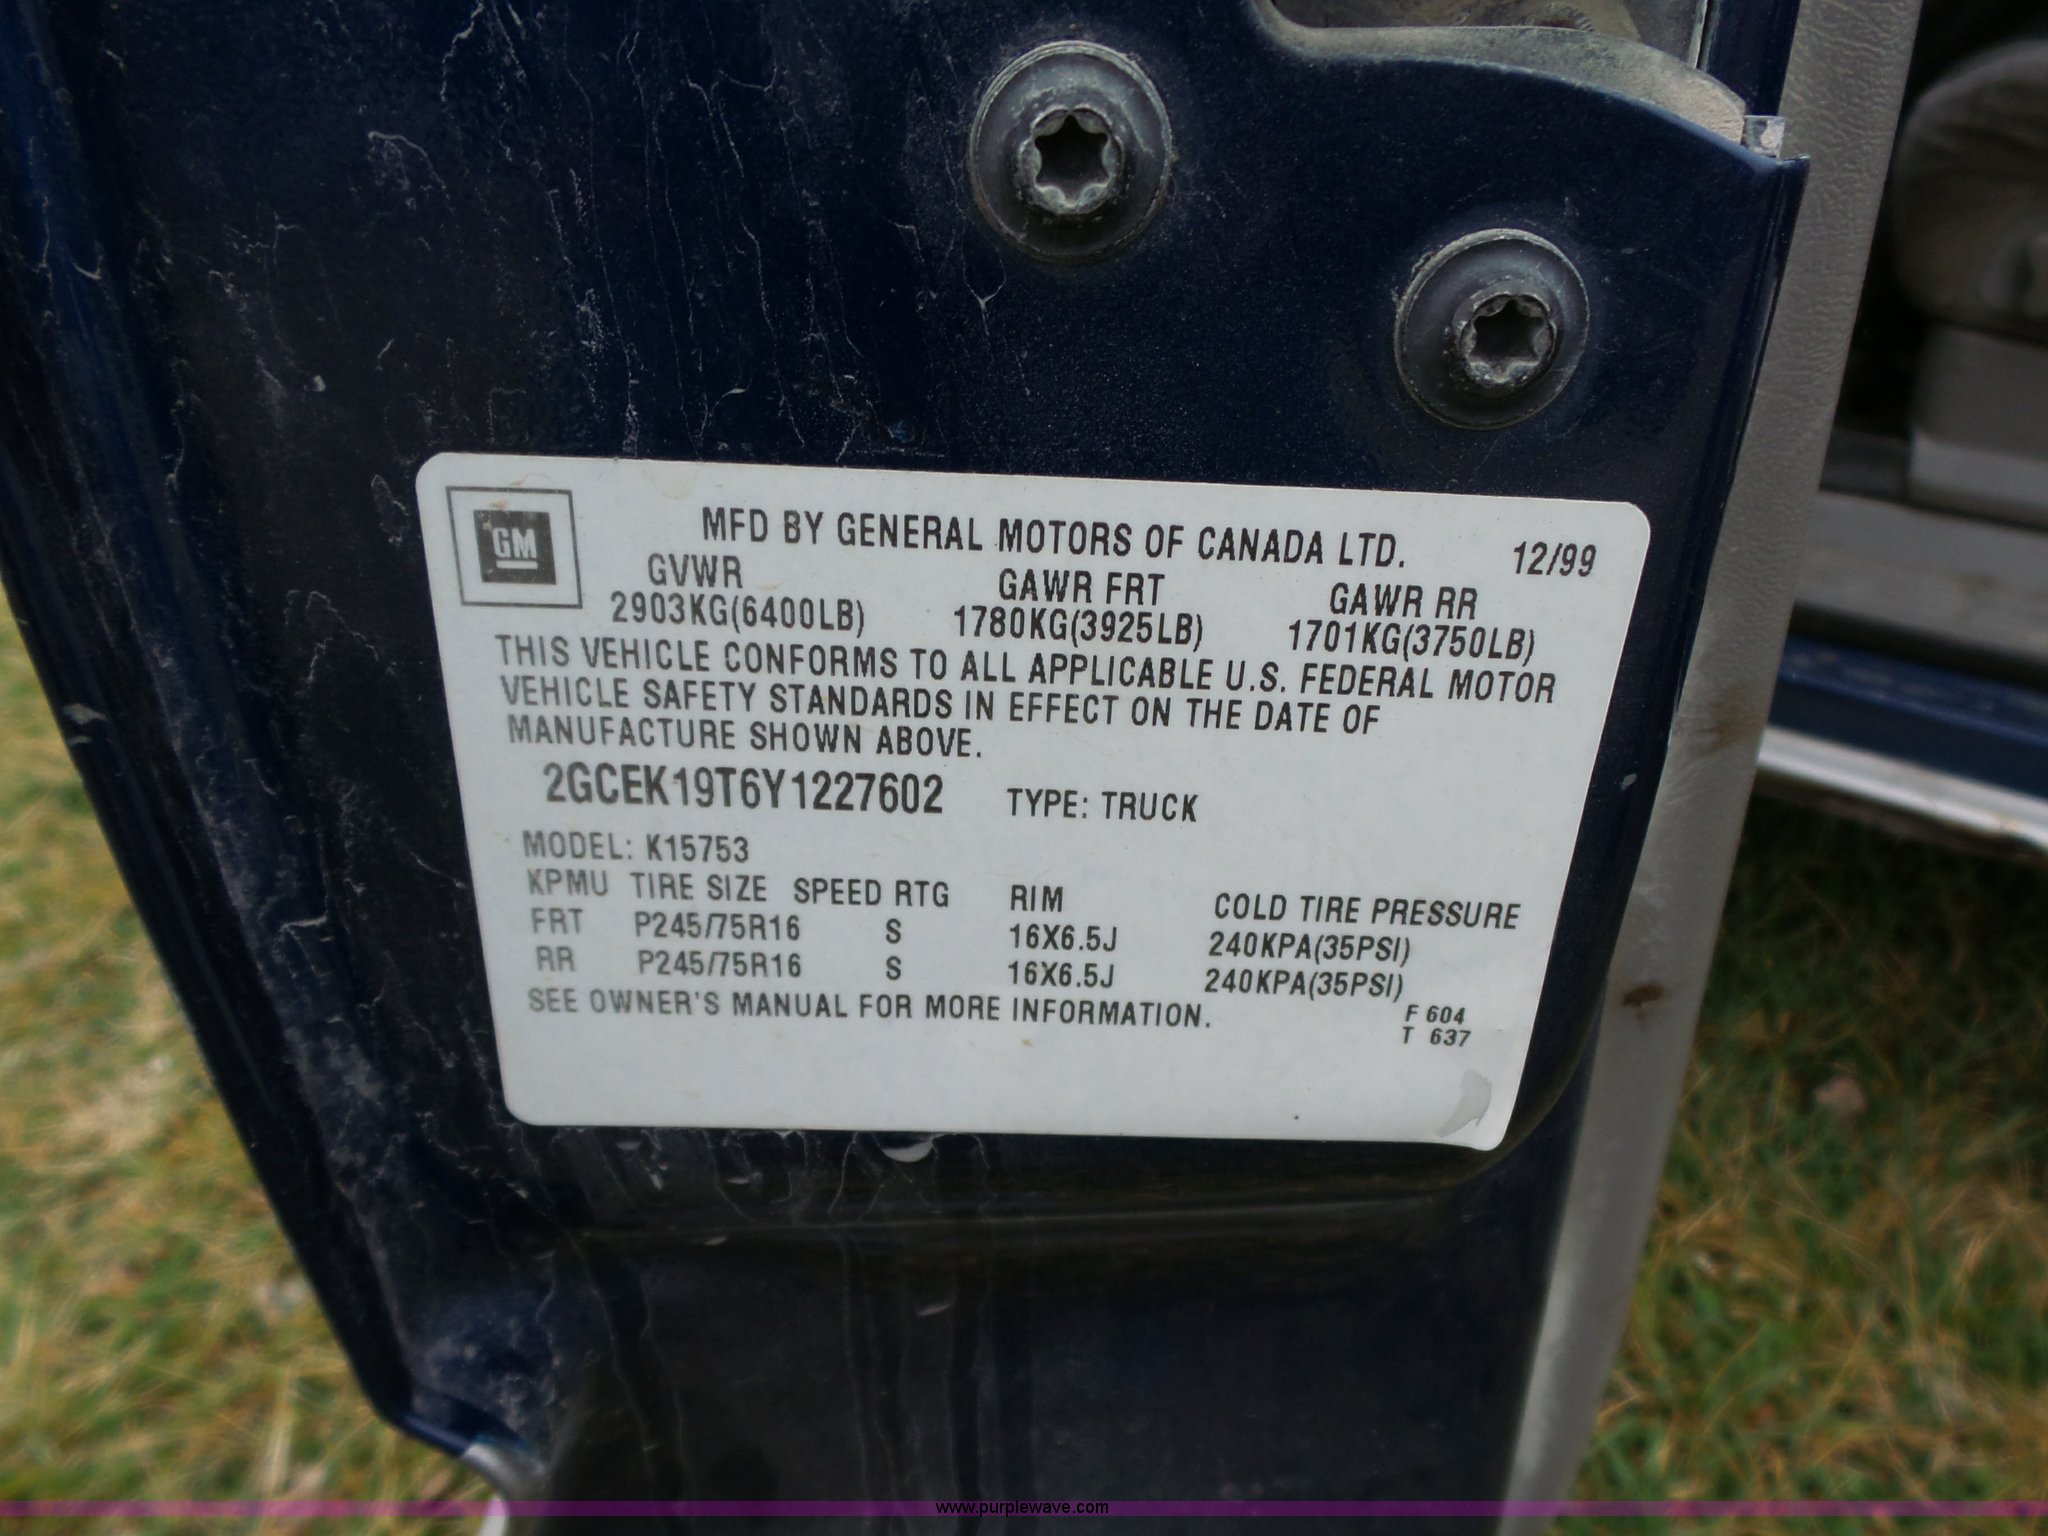 GM
MFD BY GENERAL MOTORS OF CANADA LTD. 12/99
GVWR GAWR FRT GAWR RR
2903KG(6400LB) 1780KG(3925LB) 1701KG(3750LB)
THIS VEHICLE CONFORMS TO ALL APPLICABLE U.S. FEDERAL MOTOR
VEHICLE SAFETY STANDARDS IN EFFECT ON THE DATE OF
MANUFACTURE SHOWN ABOVE.
2GCEK19T6Y1227602 TYPE: TRUCK
MODEL: K15753
KPMU TIRE SIZE SPEED RTG RIM COLD TIRE PRESSURE
FRT P245/75R16 S 16X6.5J 240KPA(35PSI)
RR P245/75R16 S 16X6.5J 240KPA(35PSI)
SEE OWNER'S MANUAL FOR MORE INFORMATION.
F 604
T 637
www.purplewave.com